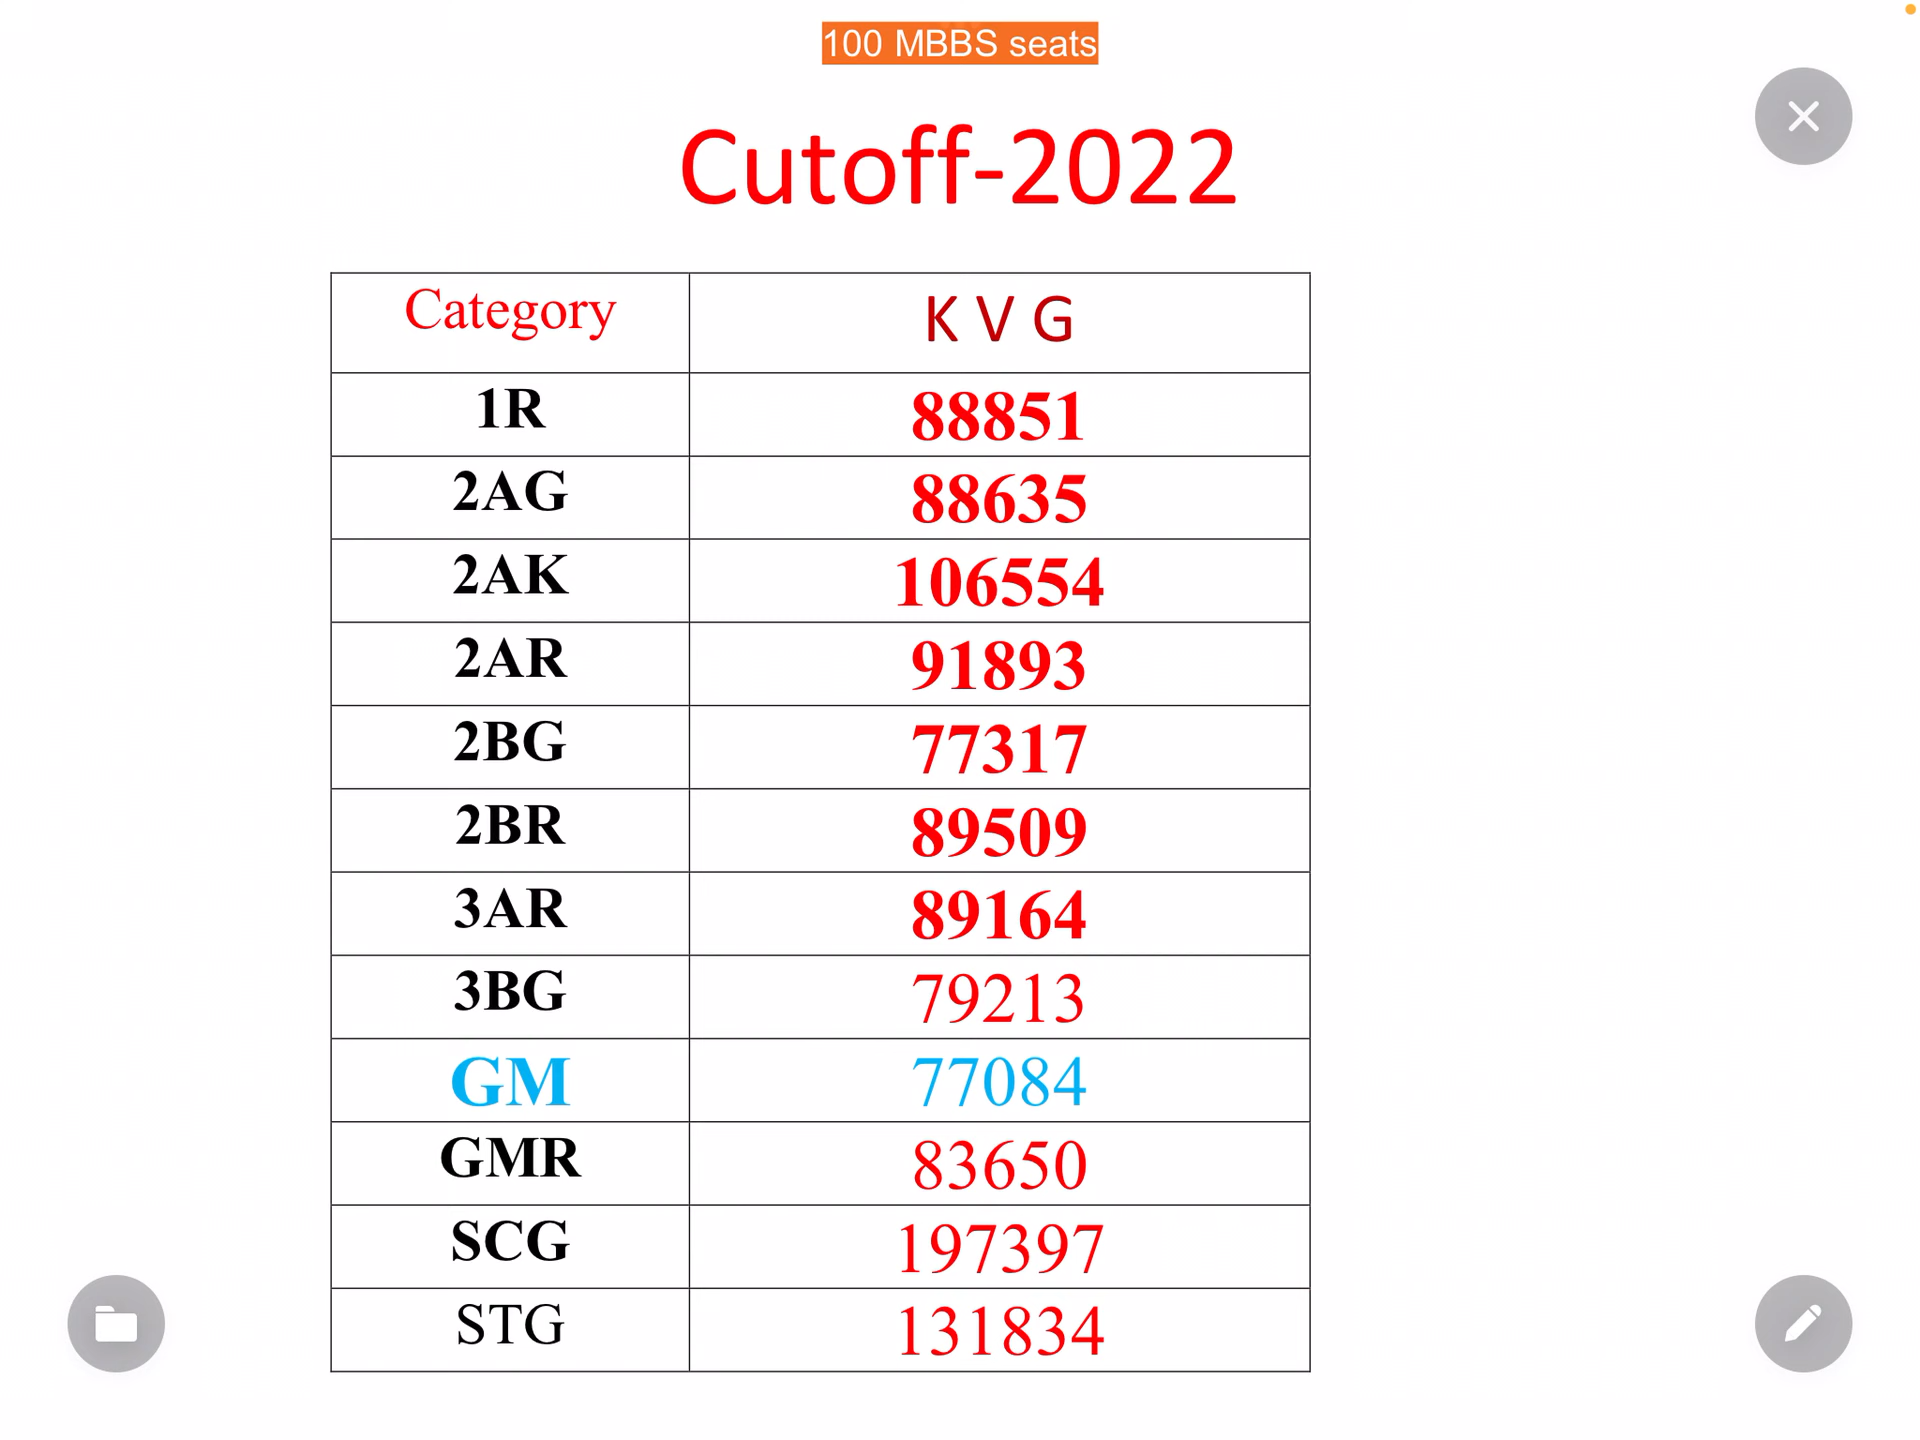 100 MBBS seats
Cutoff-2022
Category K V G
1R 88851
2AG 88635
2AK 106554
2AR 91893
2BG 77317
2BR 89509
3AR 89164
3BG 79213
GM 77084
GMR 83650
SCG 197397
STG 131834